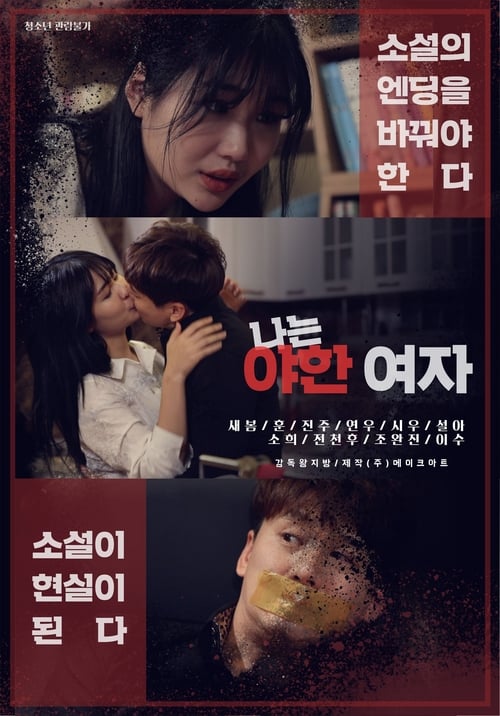 청소년 관람불가
소설의
엔딩을
바꿔야
한 다
나는
야한 여자
새봄/훈/진주/연우/시우/설아
소희/전천후/조완진/이수
감독왕지방/제작(주)메이크아트
소설이
현실이
된 다